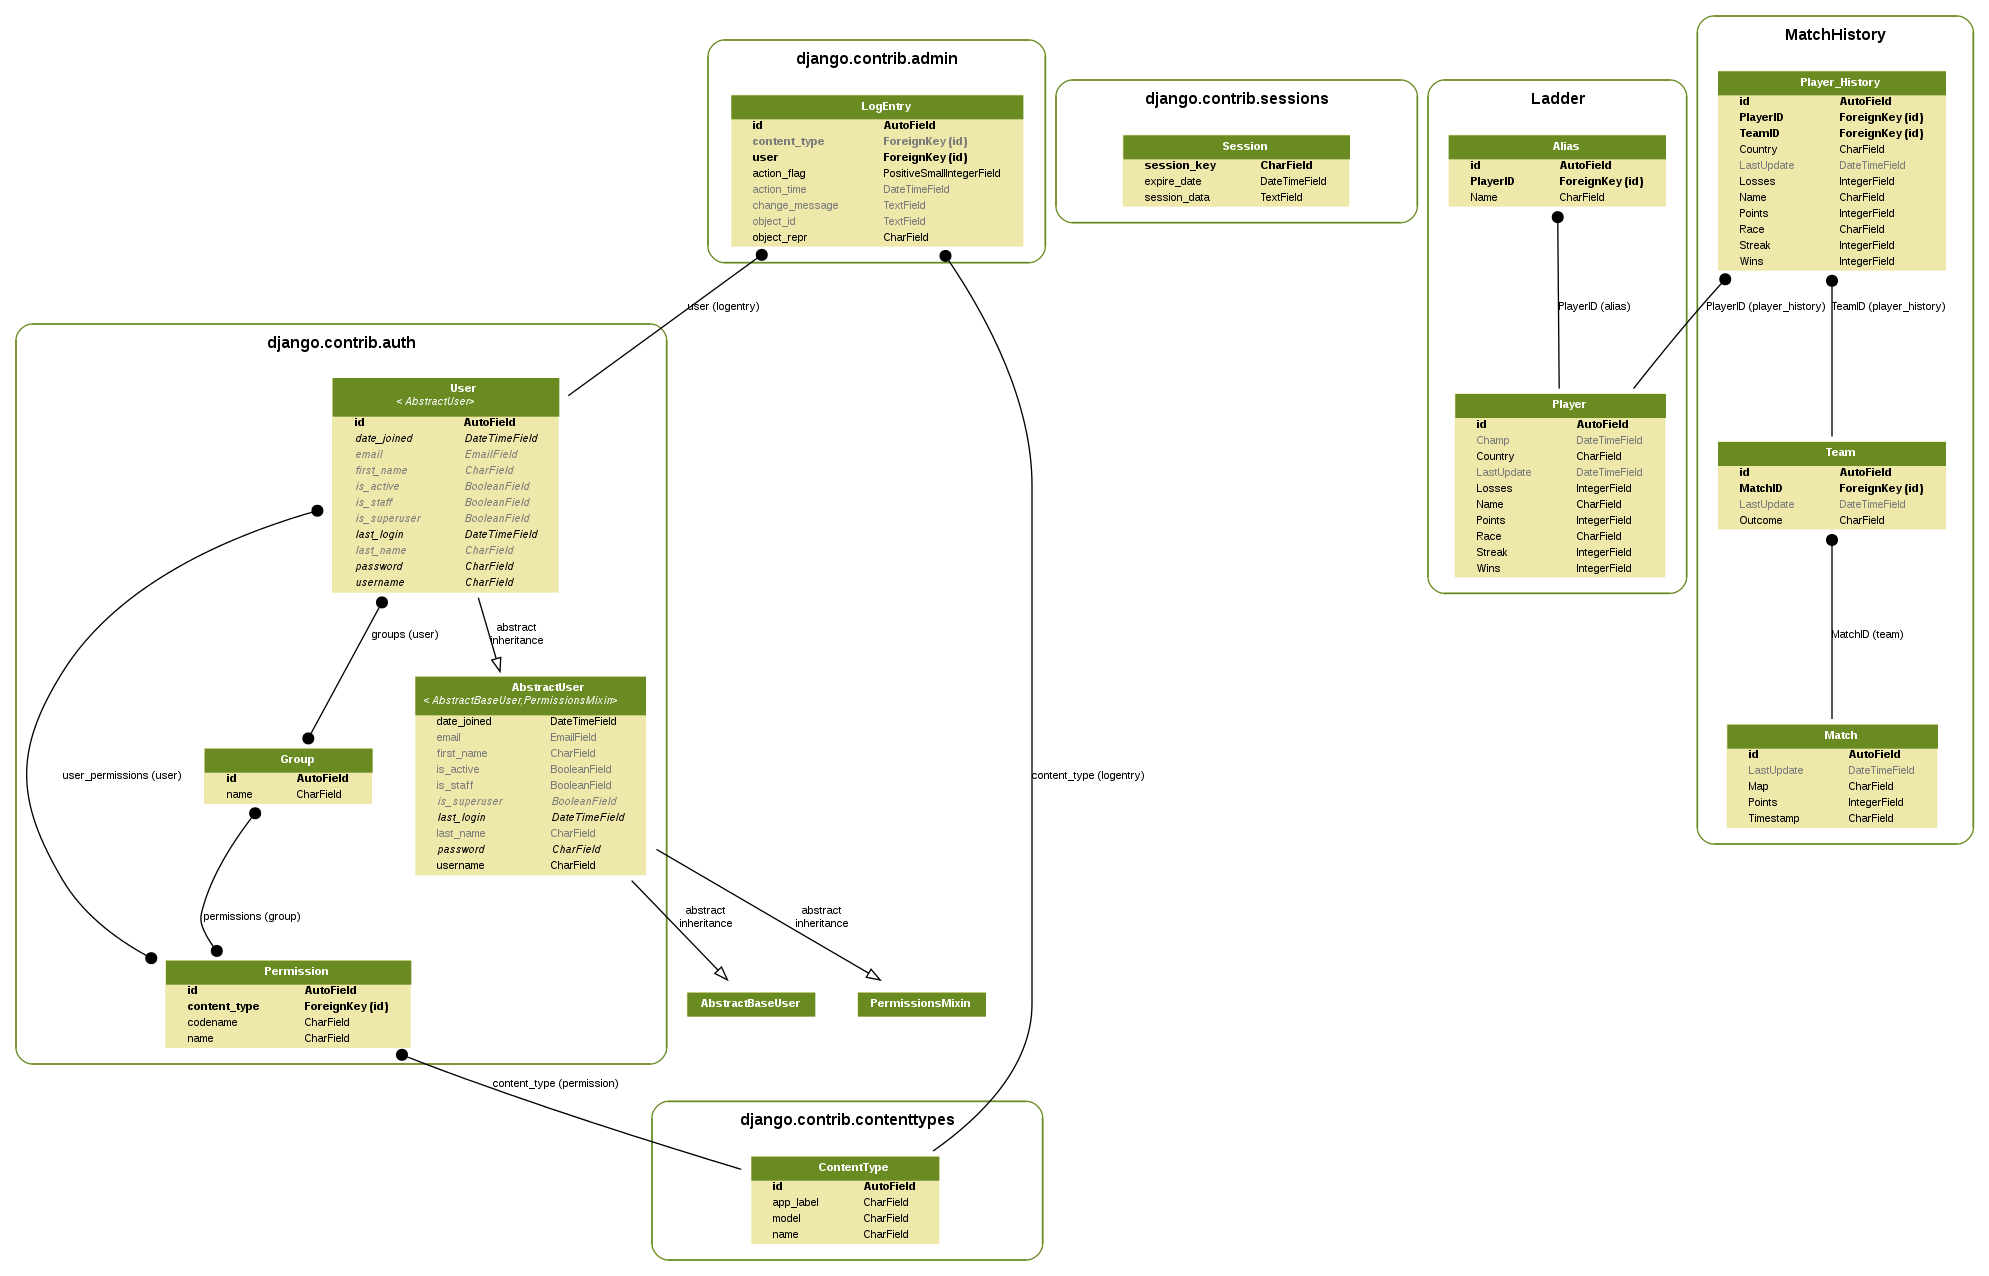 django.contrib.admin
LogEntry
id AutoField
content_type ForeignKey (id)
user ForeignKey (id)
action_flag PositiveSmallIntegerField
action_time DateTimeField
change_message TextField
object_id TextField
object_repr CharField
django.contrib.sessions
Session
session_key CharField
expire_date DateTimeField
session_data TextField
Ladder
Alias
id AutoField
PlayerID ForeignKey (id)
Name CharField
PlayerID (alias)
Player
id AutoField
Champ DateTimeField
Country CharField
LastUpdate DateTimeField
Losses IntegerField
Name CharField
Points IntegerField
Race CharField
Streak IntegerField
Wins IntegerField
MatchHistory
Player_History
id AutoField
PlayerID ForeignKey (id)
TeamID ForeignKey (id)
Country CharField
LastUpdate DateTimeField
Losses IntegerField
Name CharField
Points IntegerField
Race CharField
Streak IntegerField
Wins IntegerField
PlayerID (player_history)
TeamID (player_history)
Team
id AutoField
MatchID ForeignKey (id)
LastUpdate DateTimeField
Outcome CharField
MatchID (team)
Match
id AutoField
LastUpdate DateTimeField
Map CharField
Points IntegerField
Timestamp CharField
user (logentry)
django.contrib.auth
User
< AbstractUser>
id AutoField
date_joined DateTimeField
email EmailField
first_name CharField
is_active BooleanField
is_staff BooleanField
is_superuser BooleanField
last_login DateTimeField
last_name CharField
password CharField
username CharField
groups (user)
abstract
inheritance
AbstractUser
< AbstractBaseUser,PermissionsMixin>
date_joined DateTimeField
email EmailField
first_name CharField
is_active BooleanField
is_staff BooleanField
is_superuser BooleanField
last_login DateTimeField
last_name CharField
password CharField
username CharField
Group
id AutoField
name CharField
user_permissions (user)
permissions (group)
Permission
id AutoField
content_type ForeignKey (id)
codename CharField
name CharField
abstract
inheritance
abstract
inheritance
AbstractBaseUser
PermissionsMixin
content_type (logentry)
content_type (permission)
django.contrib.contenttypes
ContentType
id AutoField
app_label CharField
model CharField
name CharField